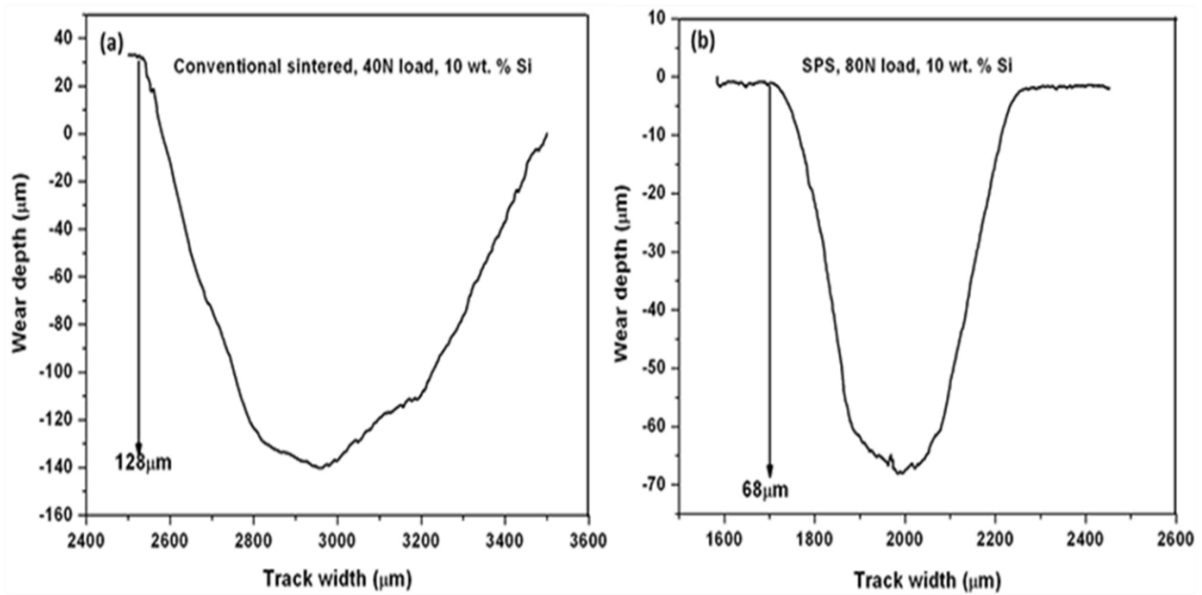 (a)
Conventional sintered, 40N load, 10 wt. % Si
40
20
0
-20
-40
-60
-80
-100
-120
-140
-160
128μm
2400 2600 2800 3000 3200 3400 3600
Wear depth (μm)
Track width (μm)
(b)
SPS, 80N load, 10 wt. % Si
10
0
-10
-20
-30
-40
-50
-60
-70
68μm
1600 1800 2000 2200 2400 2600
Wear depth (μm)
Track width (μm)